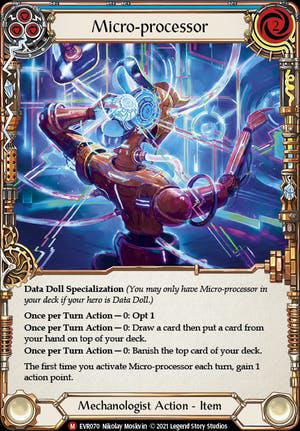 Micro-processor
Data Doll Specialization (You may only have Micro-processor in
your deck if your hero is Data Doll.)
Once per Turn Action — 0: Opt 1
Once per Turn Action — 0: Draw a card then put a card from
your hand on top of your deck.
Once per Turn Action — 0: Banish the top card of your deck.
The first time you activate Micro-processor each turn, gain 1
action point.
Mechanologist Action - Item
M EVR070 Nikolay Moskvin © 2021 Legend Story Studios